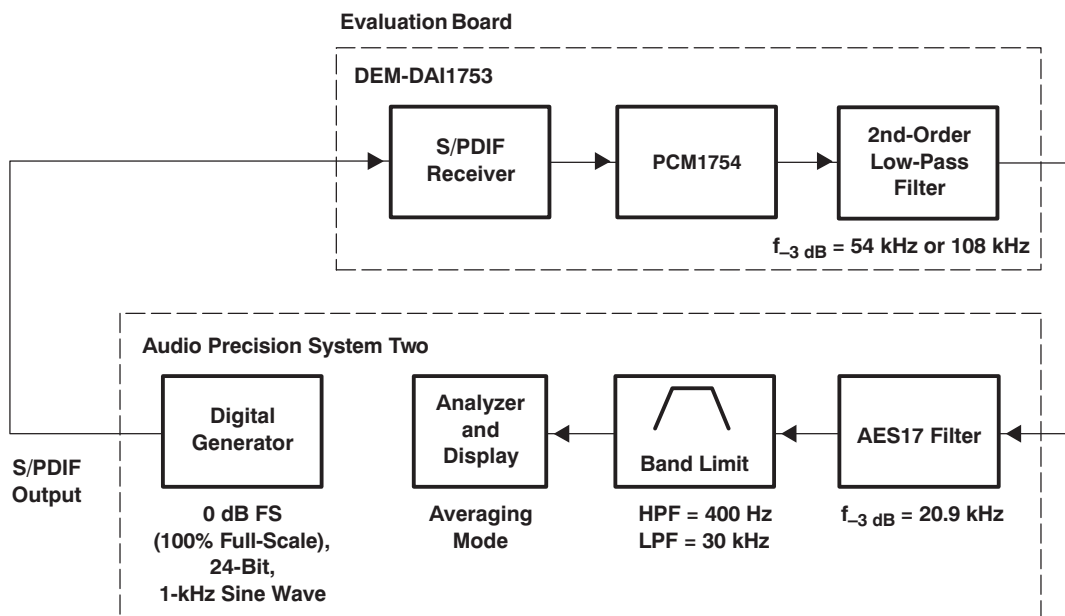 Evaluation Board
DEM-DAI1753
S/PDIF
Receiver
PCM1754
2nd-Order
Low-Pass
Filter
f–3 dB = 54 kHz or 108 kHz
Audio Precision System Two
Digital
Generator
Analyzer
and
Display
Band Limit
AES17 Filter
S/PDIF
Output
0 dB FS
(100% Full-Scale),
24-Bit,
1-kHz Sine Wave
Averaging
Mode
HPF = 400 Hz
LPF = 30 kHz
f–3 dB = 20.9 kHz